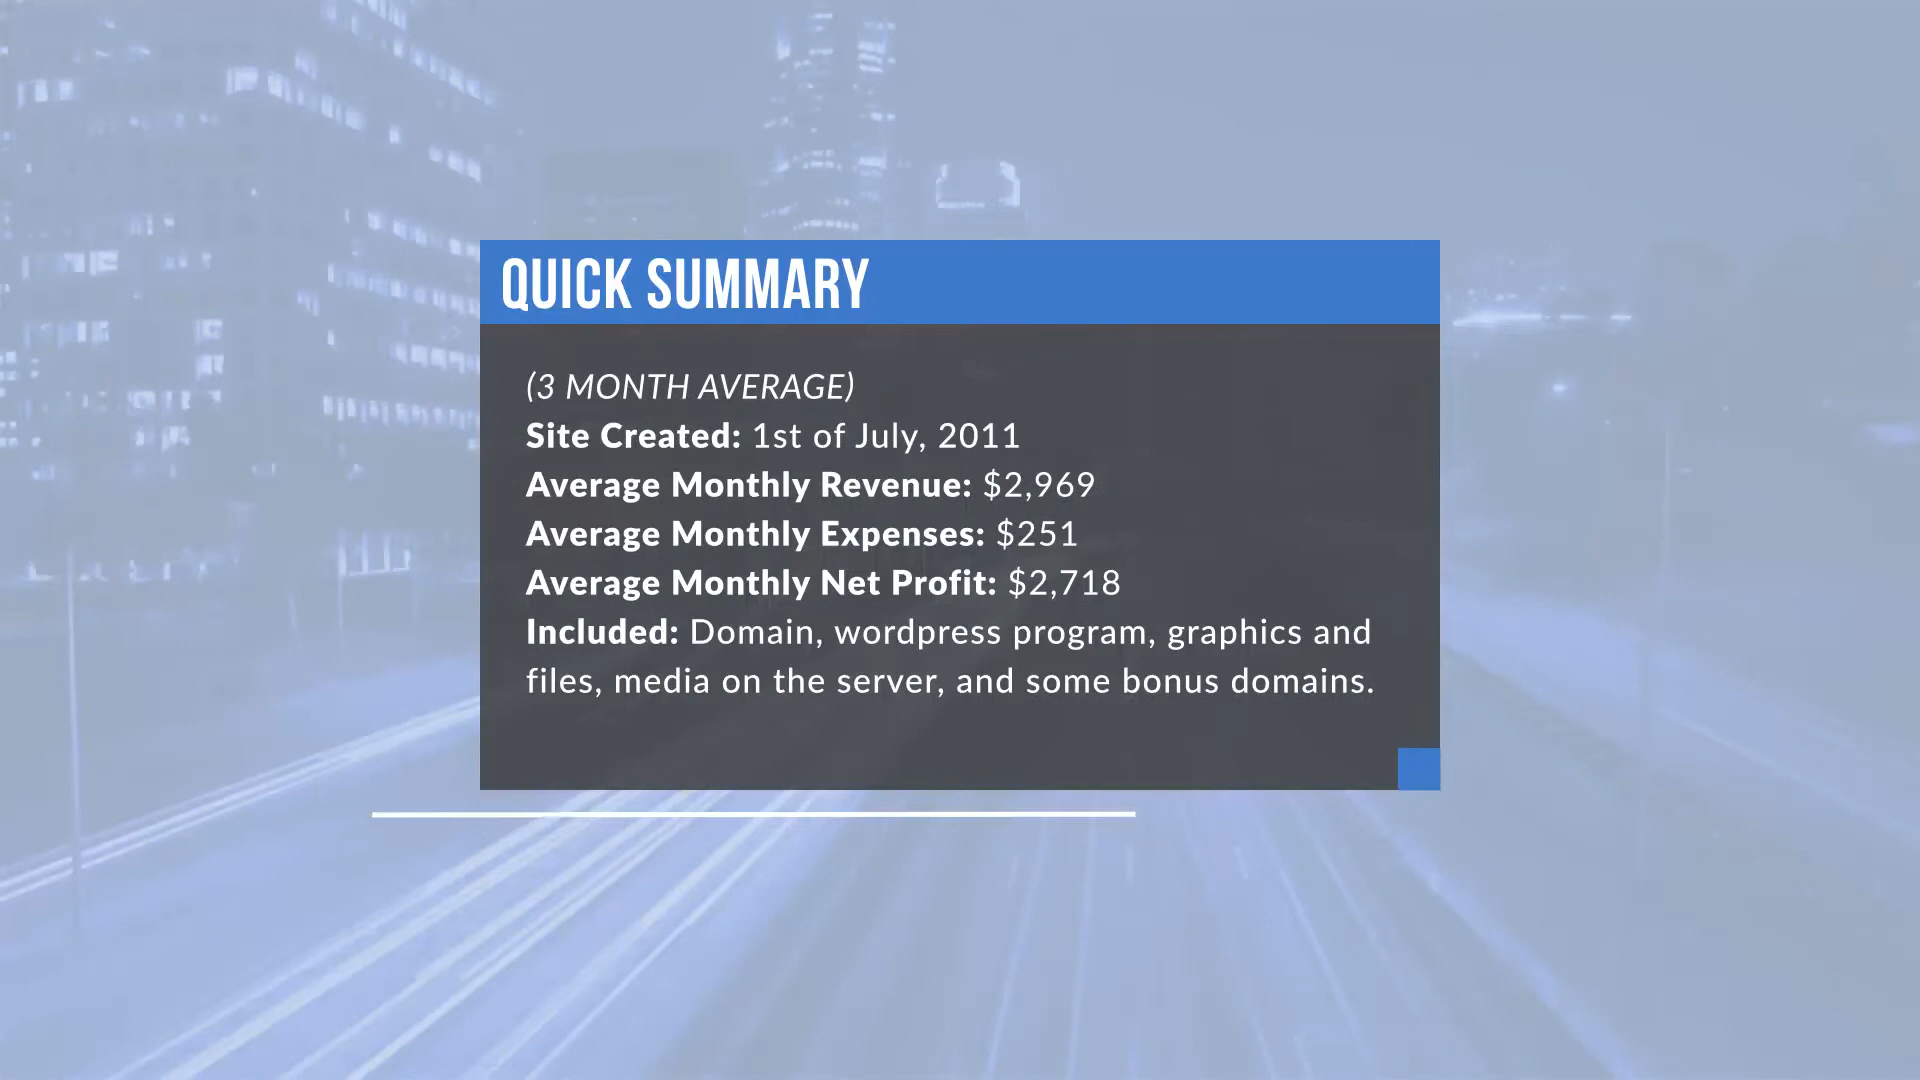 QUICK SUMMARY
(3 MONTH AVERAGE)
Site Created: 1st of July, 2011
Average Monthly Revenue: $2,969
Average Monthly Expenses: $251
Average Monthly Net Profit: $2,718
Included: Domain, wordpress program, graphics and
files, media on the server, and some bonus domains.